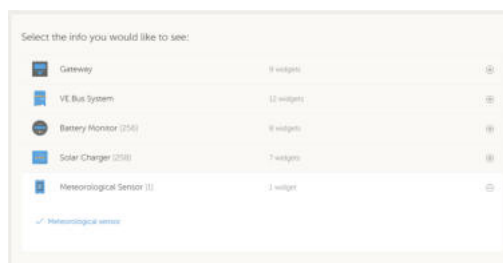 Select the info you would like to see:
Gateway 9 widgets
VE.Bus System 12 widgets
Battery Monitor [256] 8 widgets
Solar Charger [258] 7 widgets
Meteorological Sensor [1] 1 widget
Meteorological sensor